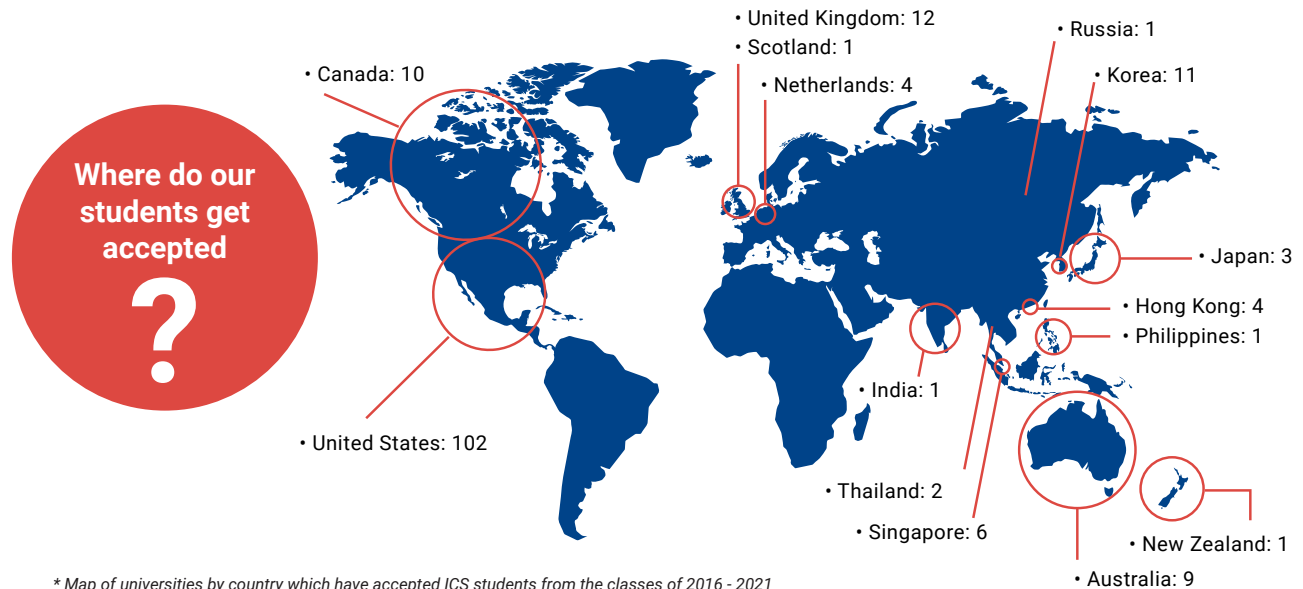 Where do our
students get
accepted
?
• Canada: 10
• United States: 102
• United Kingdom: 12
• Scotland: 1
• Netherlands: 4
• Russia: 1
• Korea: 11
• Japan: 3
• Hong Kong: 4
• Philippines: 1
• India: 1
• Thailand: 2
• Singapore: 6
• New Zealand: 1
• Australia: 9
* Map of universities by country which have accepted ICS students from the classes of 2016 - 2021